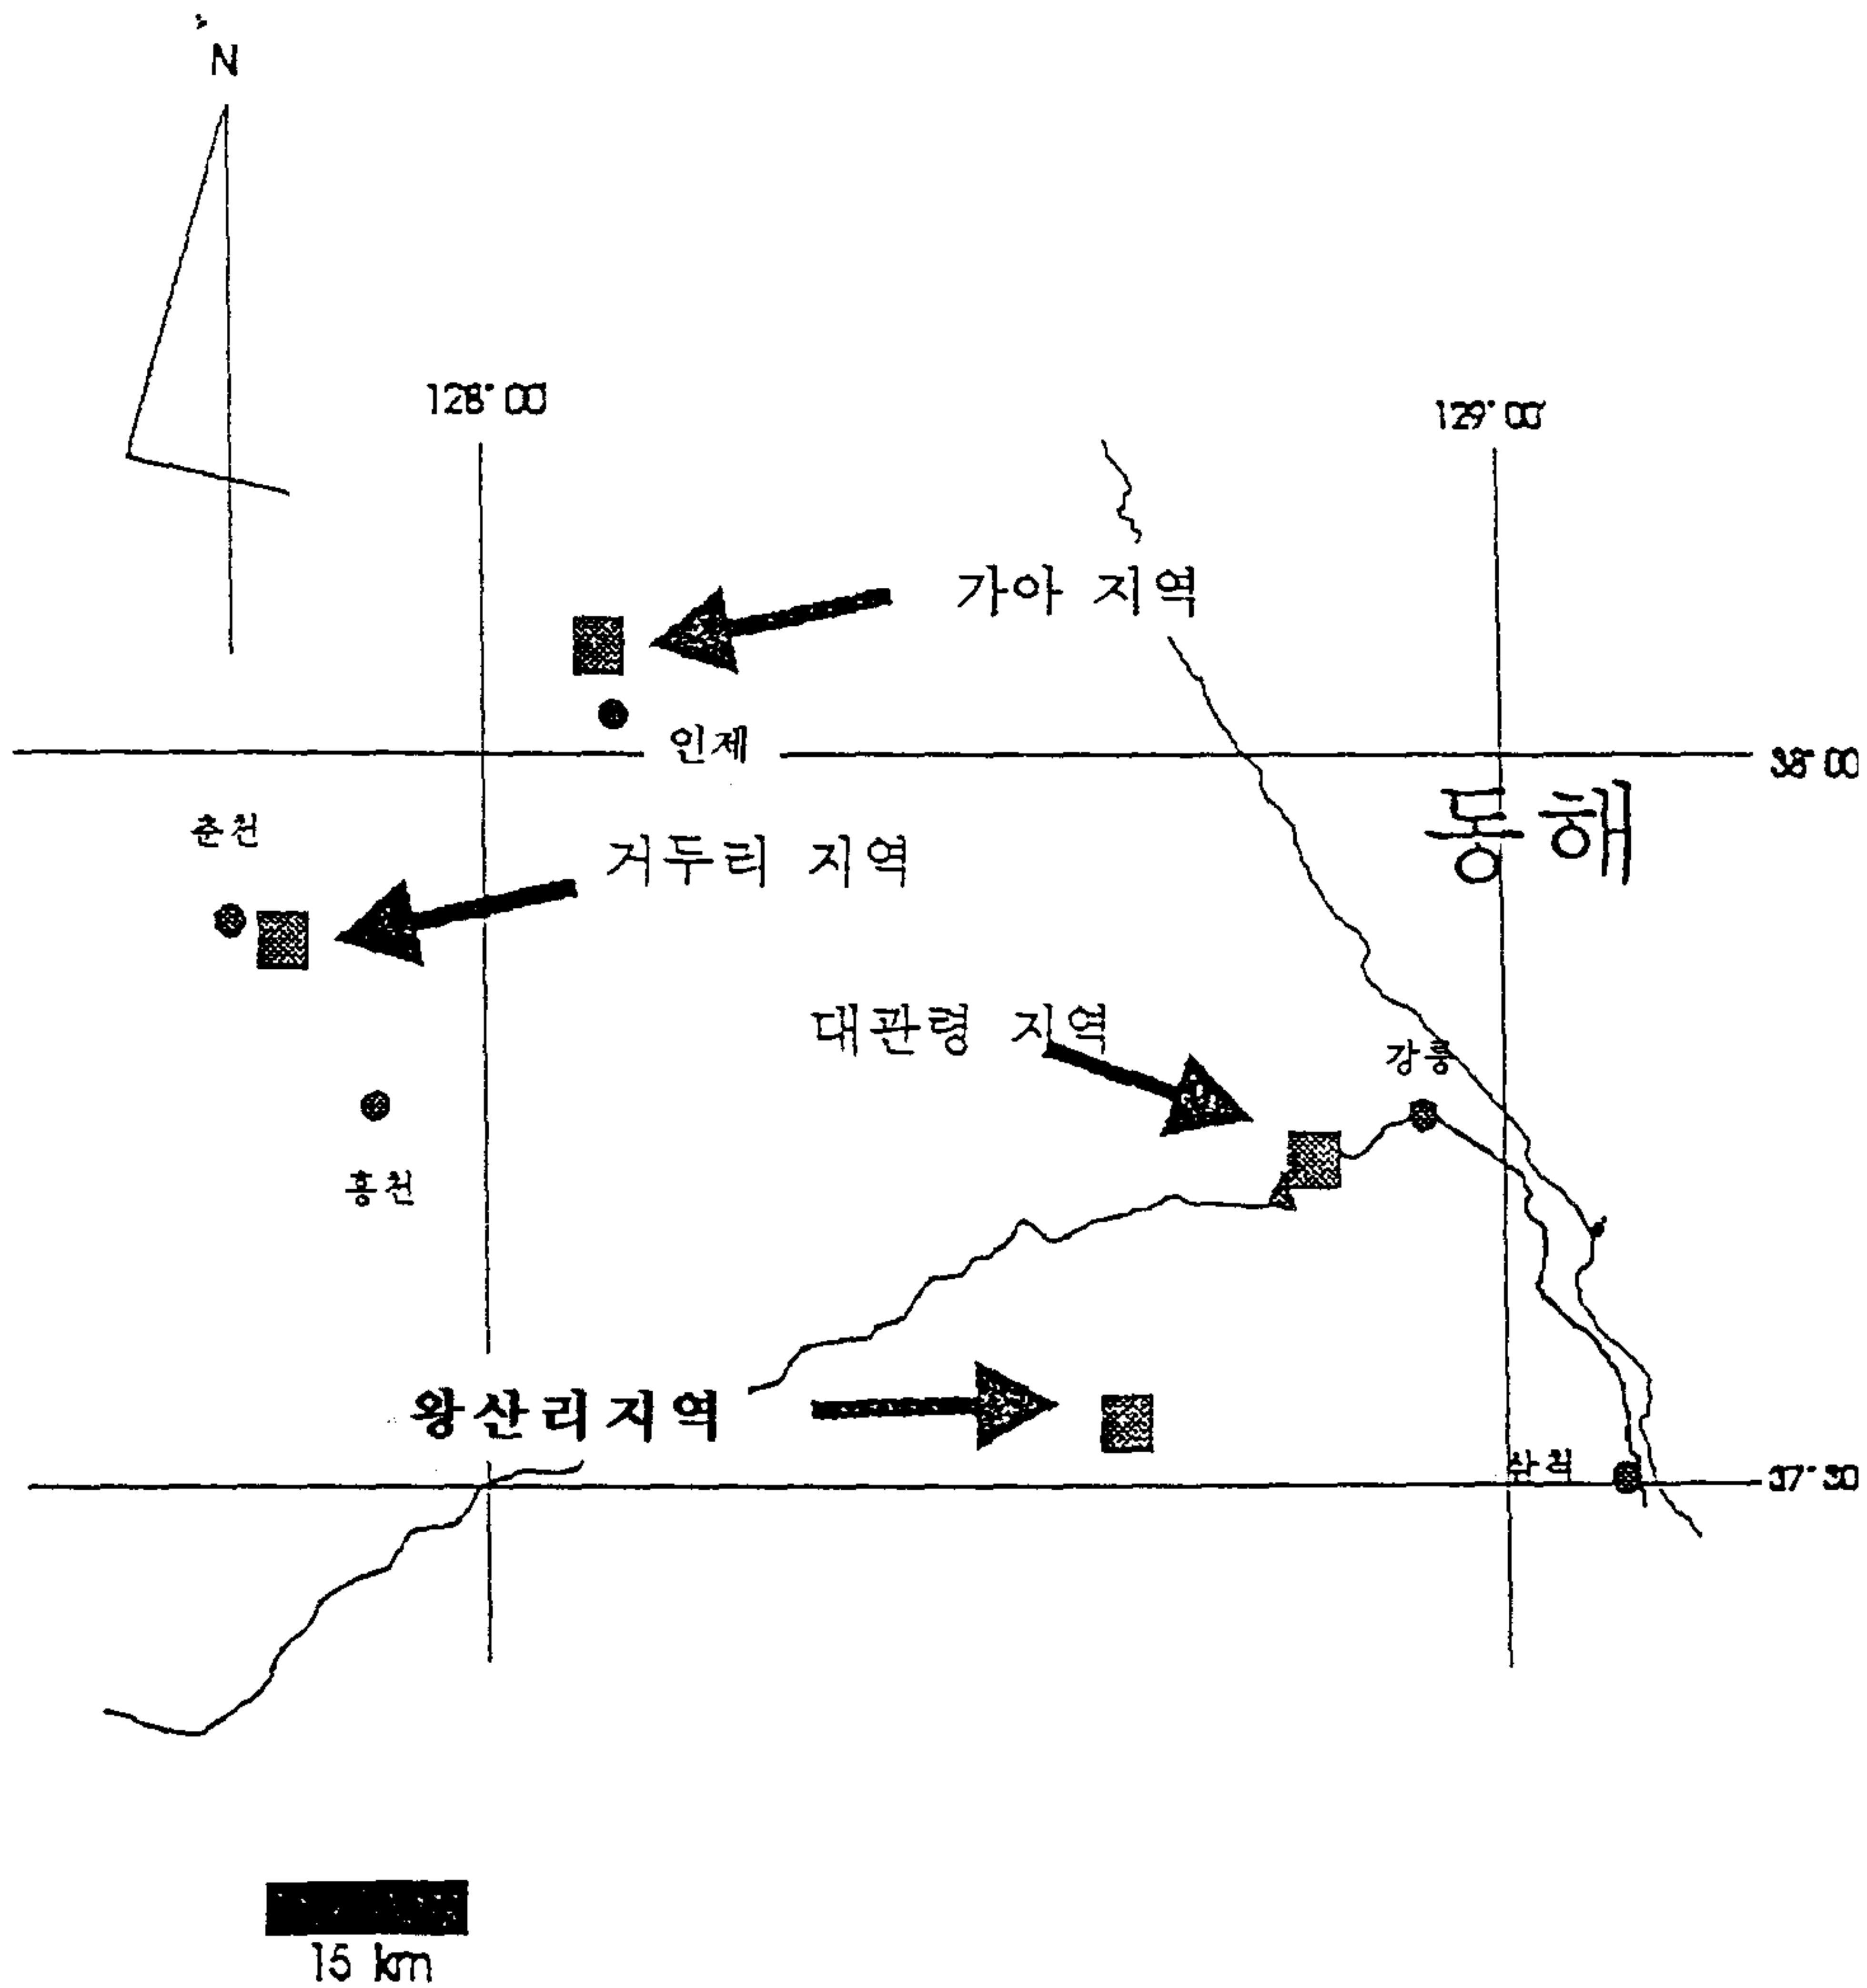 N
128°00
129°00
가아 지역
인제
38°00
동해
춘천
거두리 지역
대관령 지역
강릉
홍천
왕산리지역
삼척
37°30
15 km